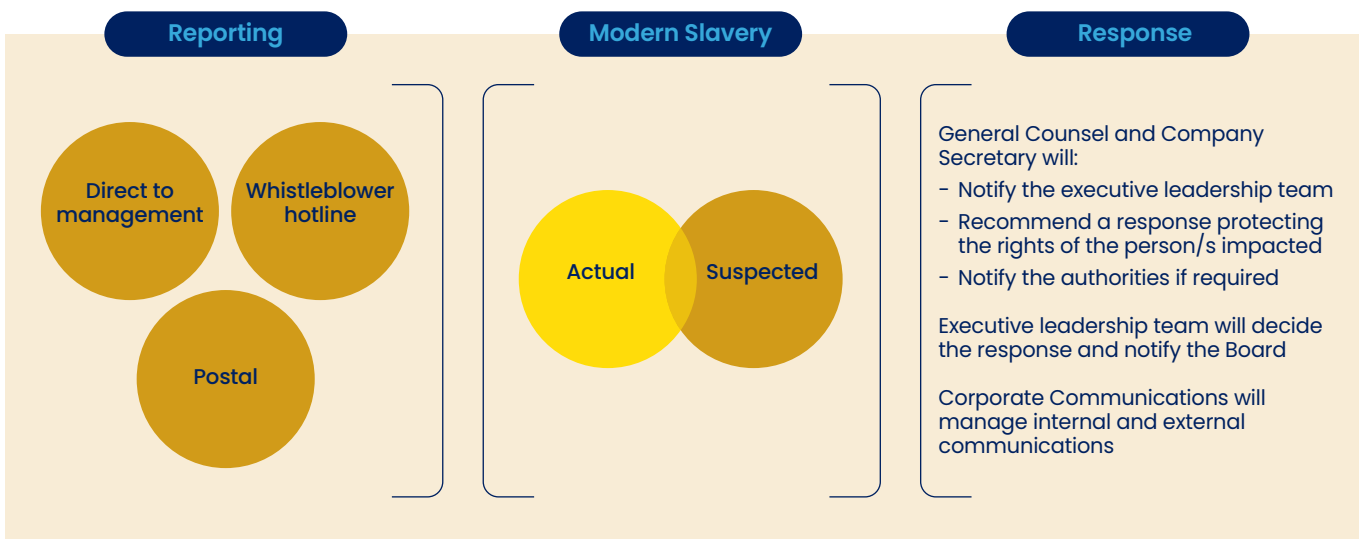 Reporting
Direct to
management
Whistleblower
hotline
Postal
Modern Slavery
Actual
Suspected
Response
General Counsel and Company
Secretary will:
- Notify the executive leadership team
- Recommend a response protecting
the rights of the person/s impacted
- Notify the authorities if required
Executive leadership team will decide
the response and notify the Board
Corporate Communications will
manage internal and external
communications